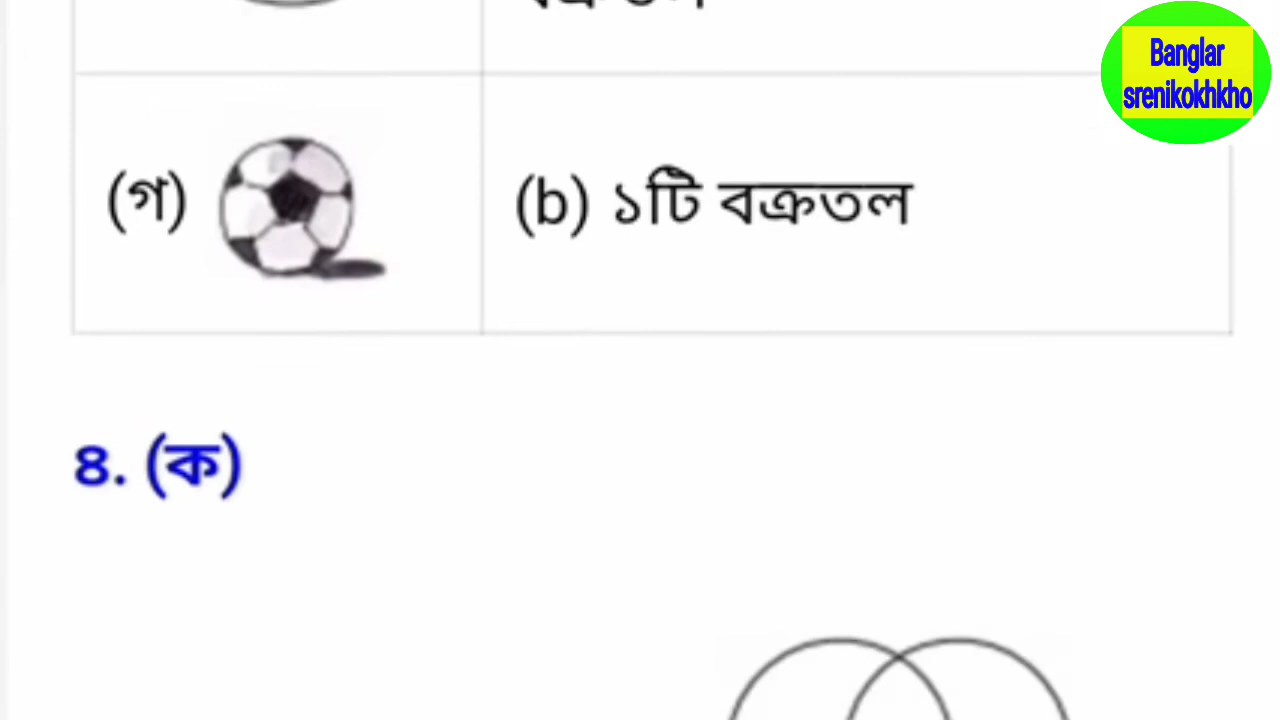 Banglar
srenikokhkho
(গ)
(b) ১টি বক্রতল
৪. (ক)